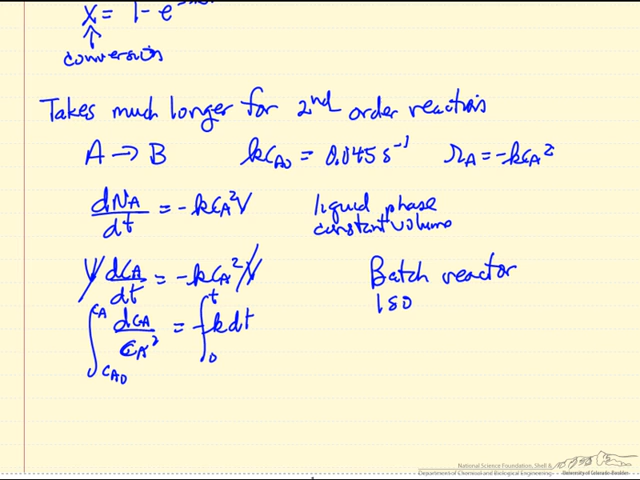 x = 1 - e
conversion
Takes much longer for 2nd order reactions
A → B kCA0 = 0.045 s⁻¹ rA = -kCA²
dNA/dt = -kCA²V liquid phase
constant volume
V dCA/dt = -kCA² V Batch reactor
Iso
∫CA0^CA dCA/CA² = ∫0^t -k dt
National Science Foundation, Shell &
Department of Chemical and Biological Engineering, University of Colorado Boulder